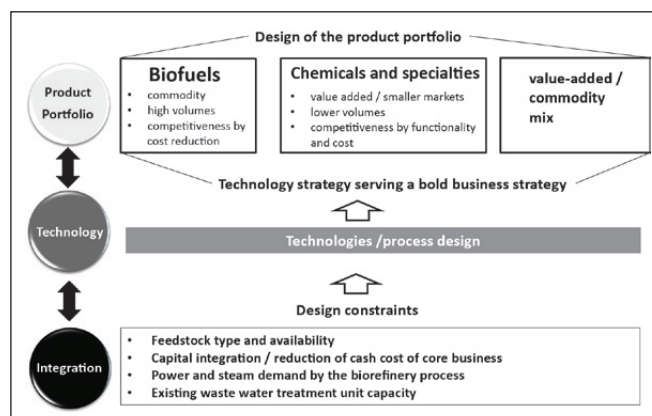 Design of the product portfolio
Product
Portfolio
Biofuels
• commodity
• high volumes
• competitiveness by
cost reduction
Chemicals and specialties
• value added / smaller markets
• lower volumes
• competitiveness by functionality
and cost
value-added /
commodity
mix
Technology strategy serving a bold business strategy
Technology
Technologies /process design
Design constraints
Integration
• Feedstock type and availability
• Capital integration / reduction of cash cost of core business
• Power and steam demand by the biorefinery process
• Existing waste water treatment unit capacity